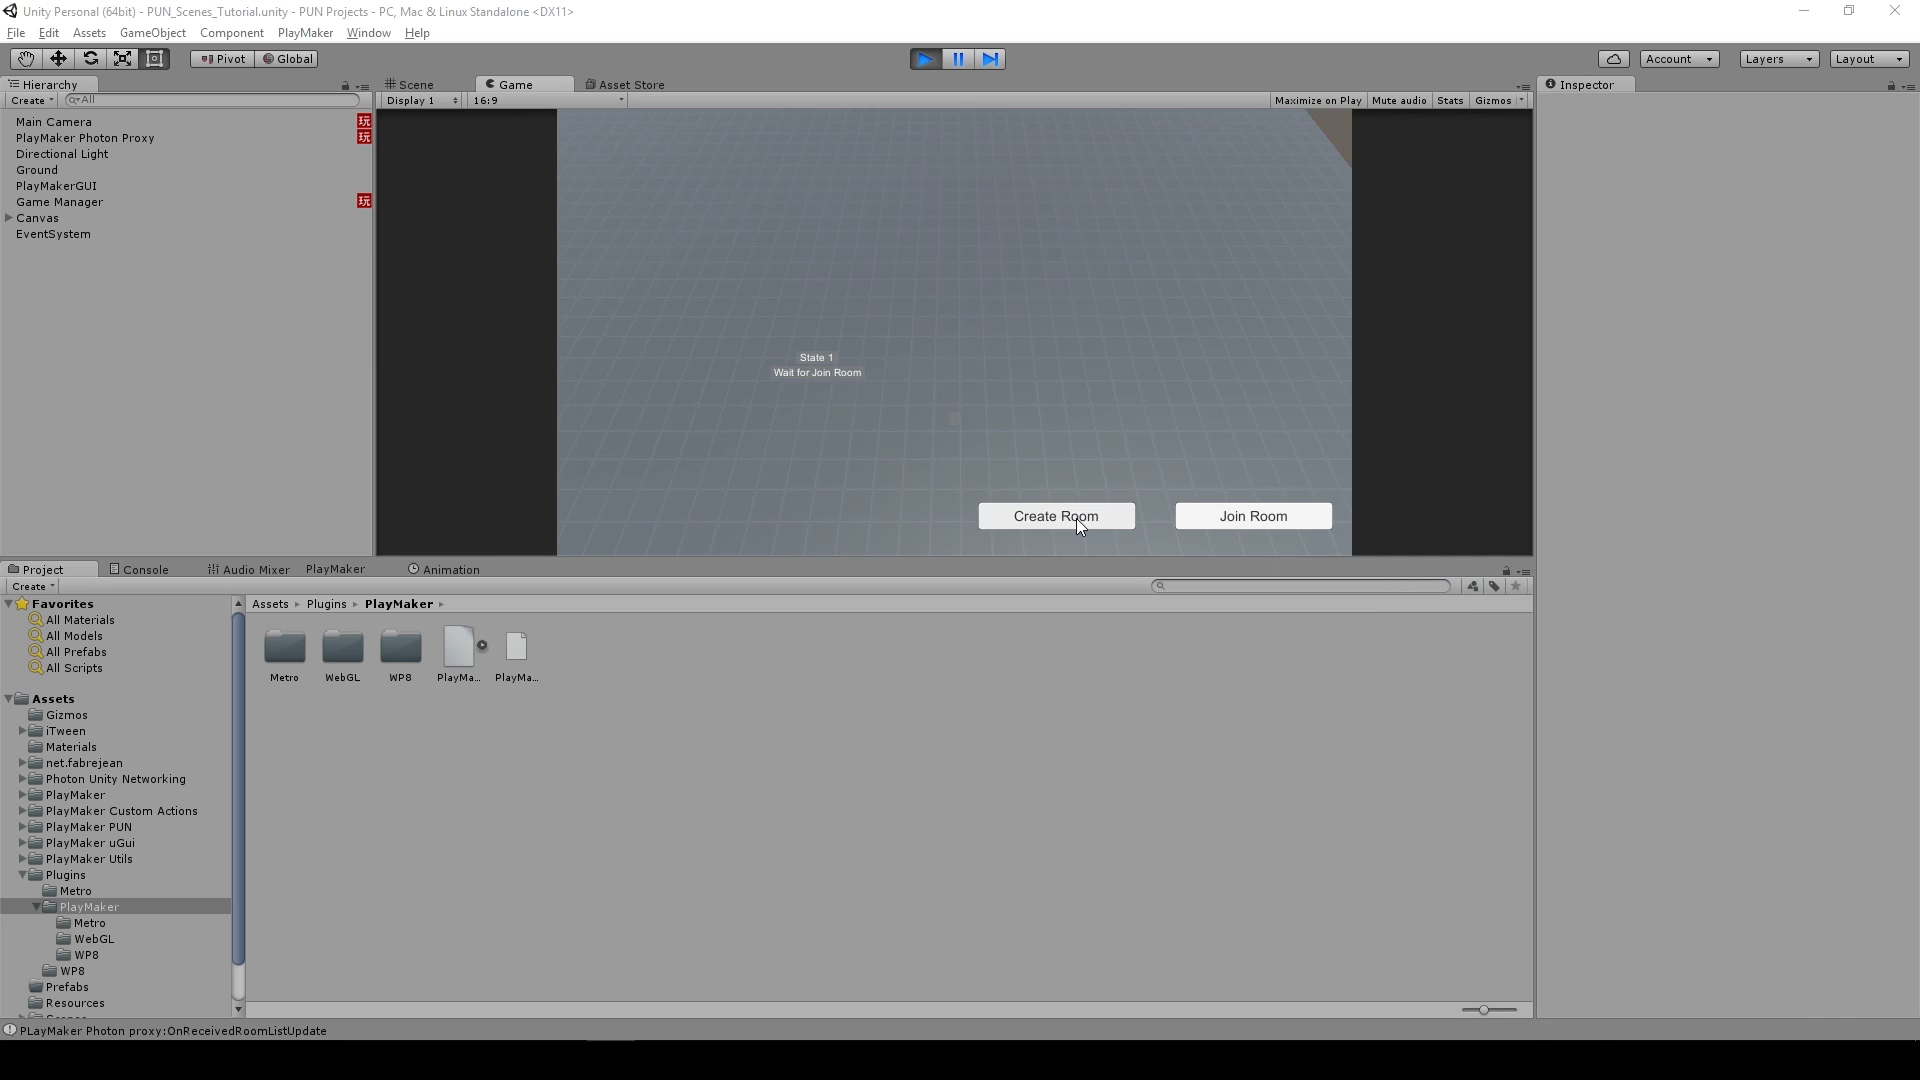 Unity Personal (64bit) - PUN_Scenes_Tutorial.unity - PUN Projects - PC, Mac & Linux Standalone <DX11>
File Edit Assets GameObject Component PlayMaker Window Help
Pivot Global Account Layers Layout
Hierarchy
Create All
Main Camera 玩
PlayMaker Photon Proxy 玩
Directional Light
Ground
PlayMakerGUI
Game Manager 玩
Canvas
EventSystem
Scene Game Asset Store
Display 1 16:9 Maximize on Play Mute audio Stats Gizmos
State 1
Wait for Join Room
Create Room Join Room
Inspector
Project Console Audio Mixer PlayMaker Animation
Create
Favorites
All Materials
All Models
All Prefabs
All Scripts
Assets
Gizmos
iTween
Materials
net.fabrejean
Photon Unity Networking
PlayMaker
PlayMaker Custom Actions
PlayMaker PUN
PlayMaker uGui
PlayMaker Utils
Plugins
Metro
PlayMaker
Metro
WebGL
WP8
WP8
Prefabs
Resources
Assets Plugins PlayMaker
Metro WebGL WP8 PlayMa... PlayMa...
PLayMaker Photon proxy:OnReceivedRoomListUpdate